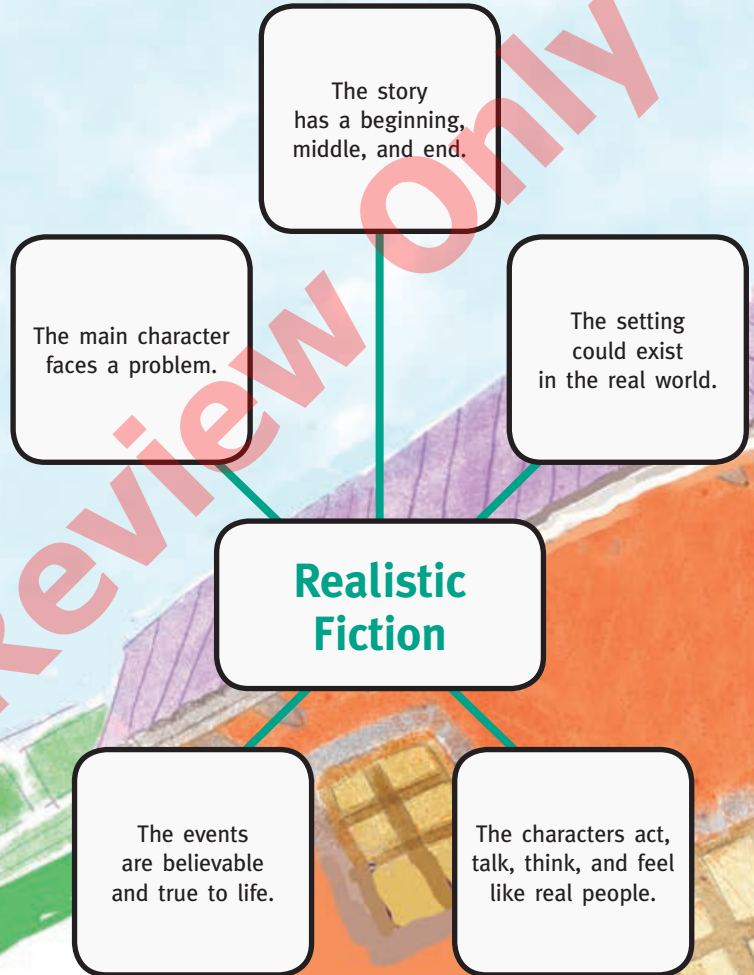 The story
has a beginning,
middle, and end.
The main character
faces a problem.
The setting
could exist
in the real world.
Realistic
Fiction
The events
are believable
and true to life.
The characters act,
talk, think, and feel
like real people.
Review Only